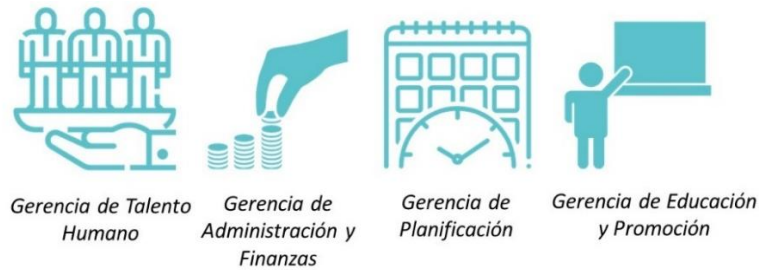 Gerencia de Talento
Humano
Gerencia de
Administración y
Finanzas
Gerencia de
Planificación
Gerencia de Educación
y Promoción